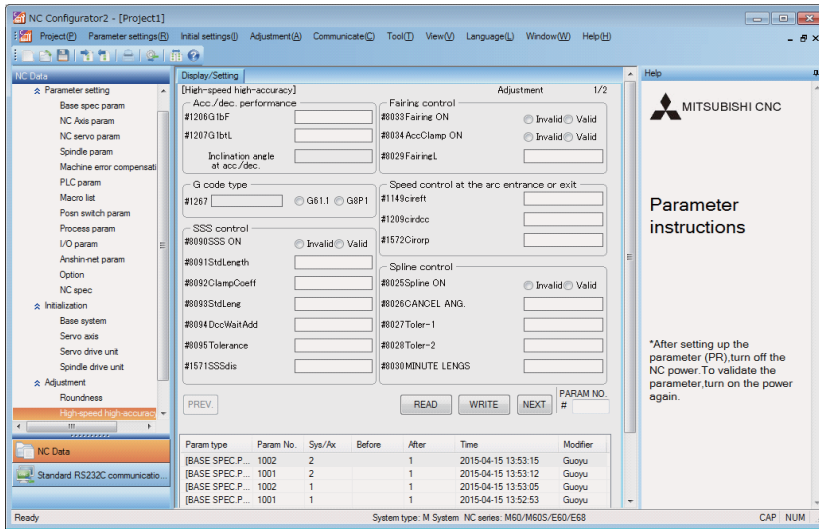 NC Configurator2 - [Project1]
Project(P) Parameter settings(R) Initial settings(I) Adjustment(A) Communicate(C) Tool(T) View(V) Language(L) Window(W) Help(H)
NC Data
Parameter setting
Base spec param
NC Axis param
NC servo param
Spindle param
Machine error compensati
PLC param
Macro list
Posn switch param
Process param
I/O param
Anshin-net param
Option
NC spec
Initialization
Base system
Servo axis
Servo drive unit
Spindle drive unit
Adjustment
Roundness
High-speed high-accuracy
NC Data
Standard RS232C communicatio...
Display/Setting
[High-speed high-accuracy] Adjustment 1/2
Acc./dec. performance
#1206G1bF
#1207G1btL
Inclination angle
at acc/dec.
G code type
#1267 G61.1 G8P1
SSS control
#8090SSS ON Invalid Valid
#8091StdLength
#8092ClampCoeff
#8093StdLeng
#8094DccWaitAdd
#8095Tolerance
#1571SSSdis
Fairing control
#8033Fairing ON Invalid Valid
#8034AccClamp ON Invalid Valid
#8029FairingL
Speed control at the arc entrance or exit
#1149cireft
#1209cirdcc
#1572Cirorp
Spline control
#8025Spline ON Invalid Valid
#8026CANCEL ANG.
#8027Toler-1
#8028Toler-2
#8030MINUTE LENGS
PREV. READ WRITE NEXT PARAM NO.
#
Param type Param No. Sys/Ax Before After Time Modifier
[BASE SPEC.P... 1002 2 1 2015-04-15 13:53:15 Guoyu
[BASE SPEC.P... 1001 2 1 2015-04-15 13:53:12 Guoyu
[BASE SPEC.P... 1002 1 1 2015-04-15 13:53:05 Guoyu
[BASE SPEC.P... 1001 1 1 2015-04-15 13:52:53 Guoyu
Help
MITSUBISHI CNC
Parameter
instructions
*After setting up the
parameter (PR),turn off the
NC power.To validate the
parameter,turn on the power
again.
Ready System type: M System NC series: M60/M60S/E60/E68 CAP NUM